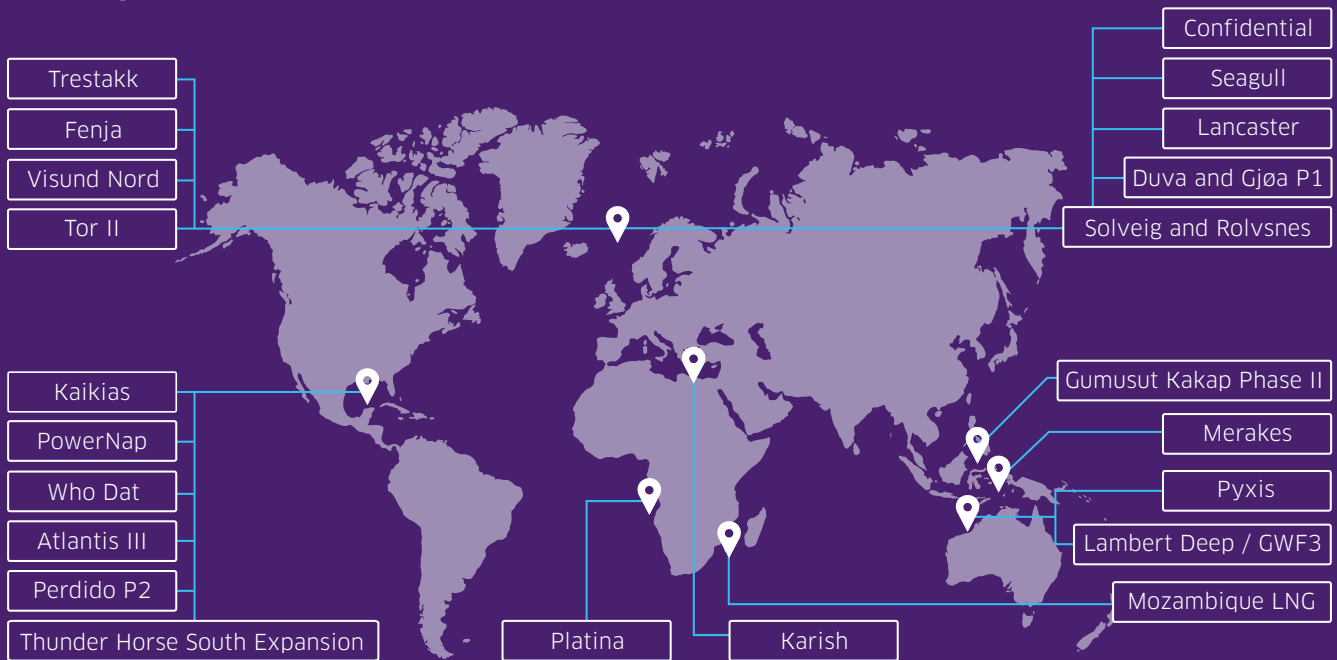 Confidential
Trestakk
Seagull
Fenja
Lancaster
Visund Nord
Duva and Gjøa P1
Tor II
Solveig and Rolvsnes
Kaikias
Gumusut Kakap Phase II
PowerNap
Merakes
Who Dat
Pyxis
Atlantis III
Lambert Deep / GWF3
Perdido P2
Mozambique LNG
Thunder Horse South Expansion
Platina
Karish